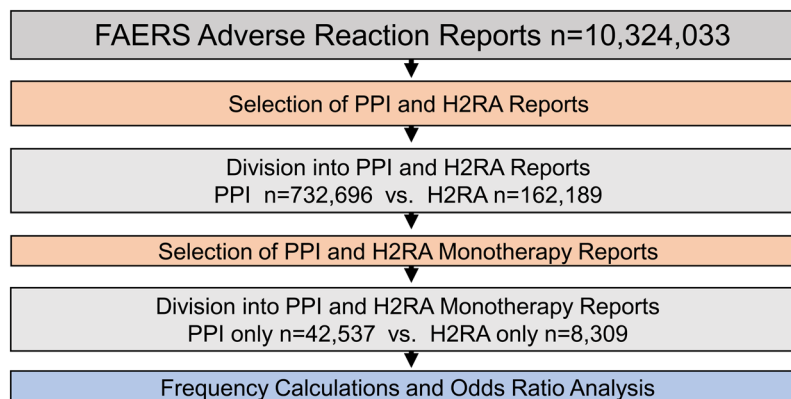 FAERS Adverse Reaction Reports n=10,324,033
Selection of PPI and H2RA Reports
Division into PPI and H2RA Reports
PPI n=732,696 vs. H2RA n=162,189
Selection of PPI and H2RA Monotherapy Reports
Division into PPI and H2RA Monotherapy Reports
PPI only n=42,537 vs. H2RA only n=8,309
Frequency Calculations and Odds Ratio Analysis